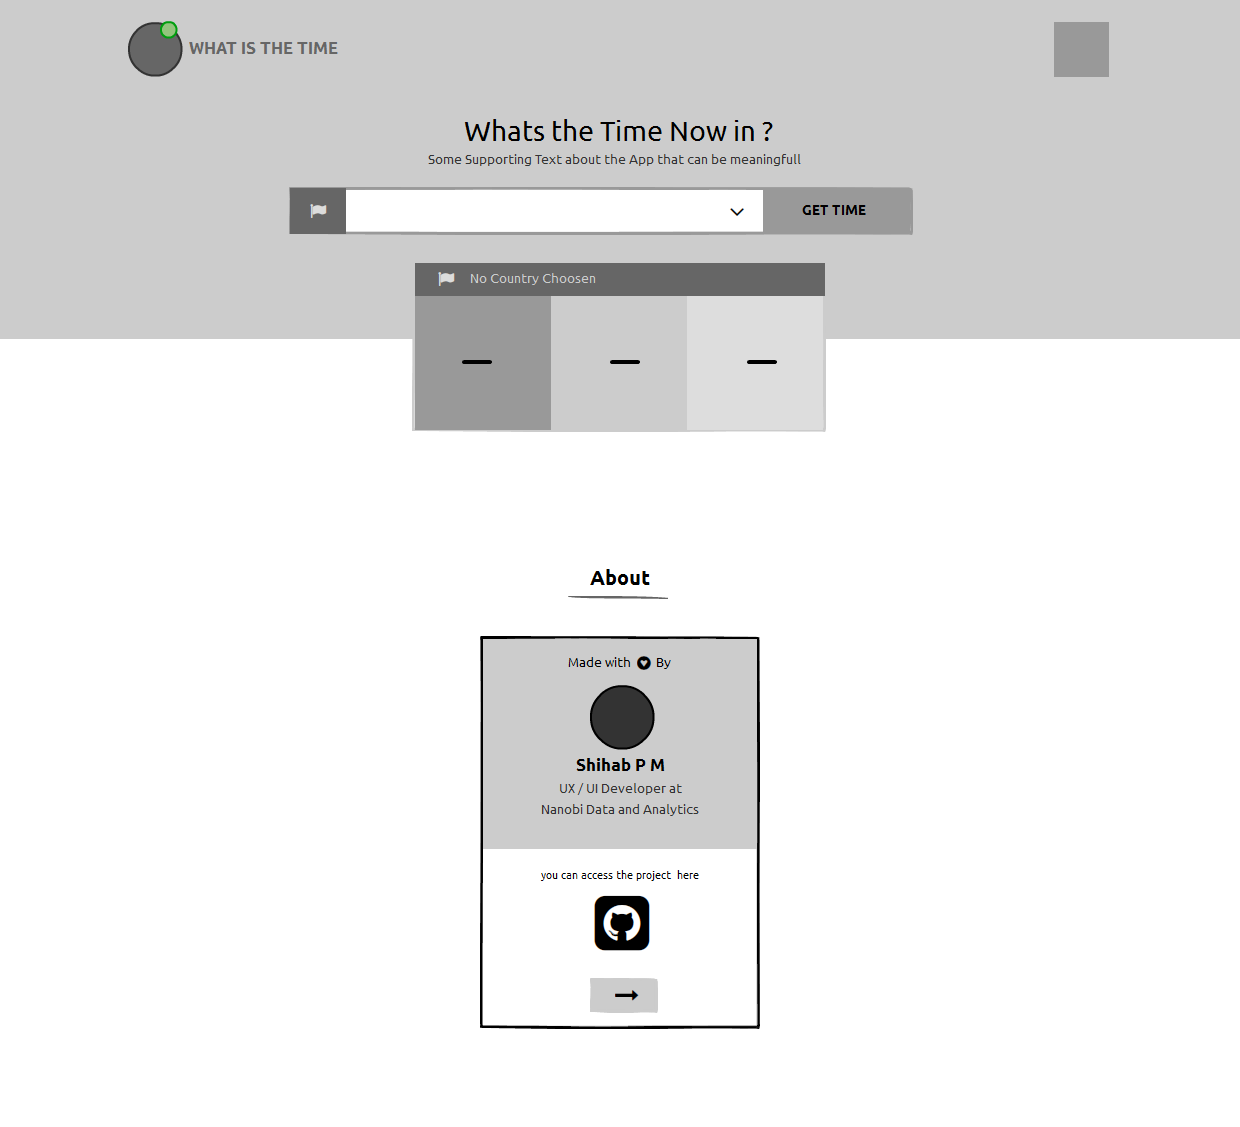 WHAT IS THE TIME
Whats the Time Now in ?
Some Supporting Text about the App that can be meaningfull
GET TIME
No Country Choosen
About
Made with By
Shihab P M
UX / UI Developer at
Nanobi Data and Analytics
you can access the project here